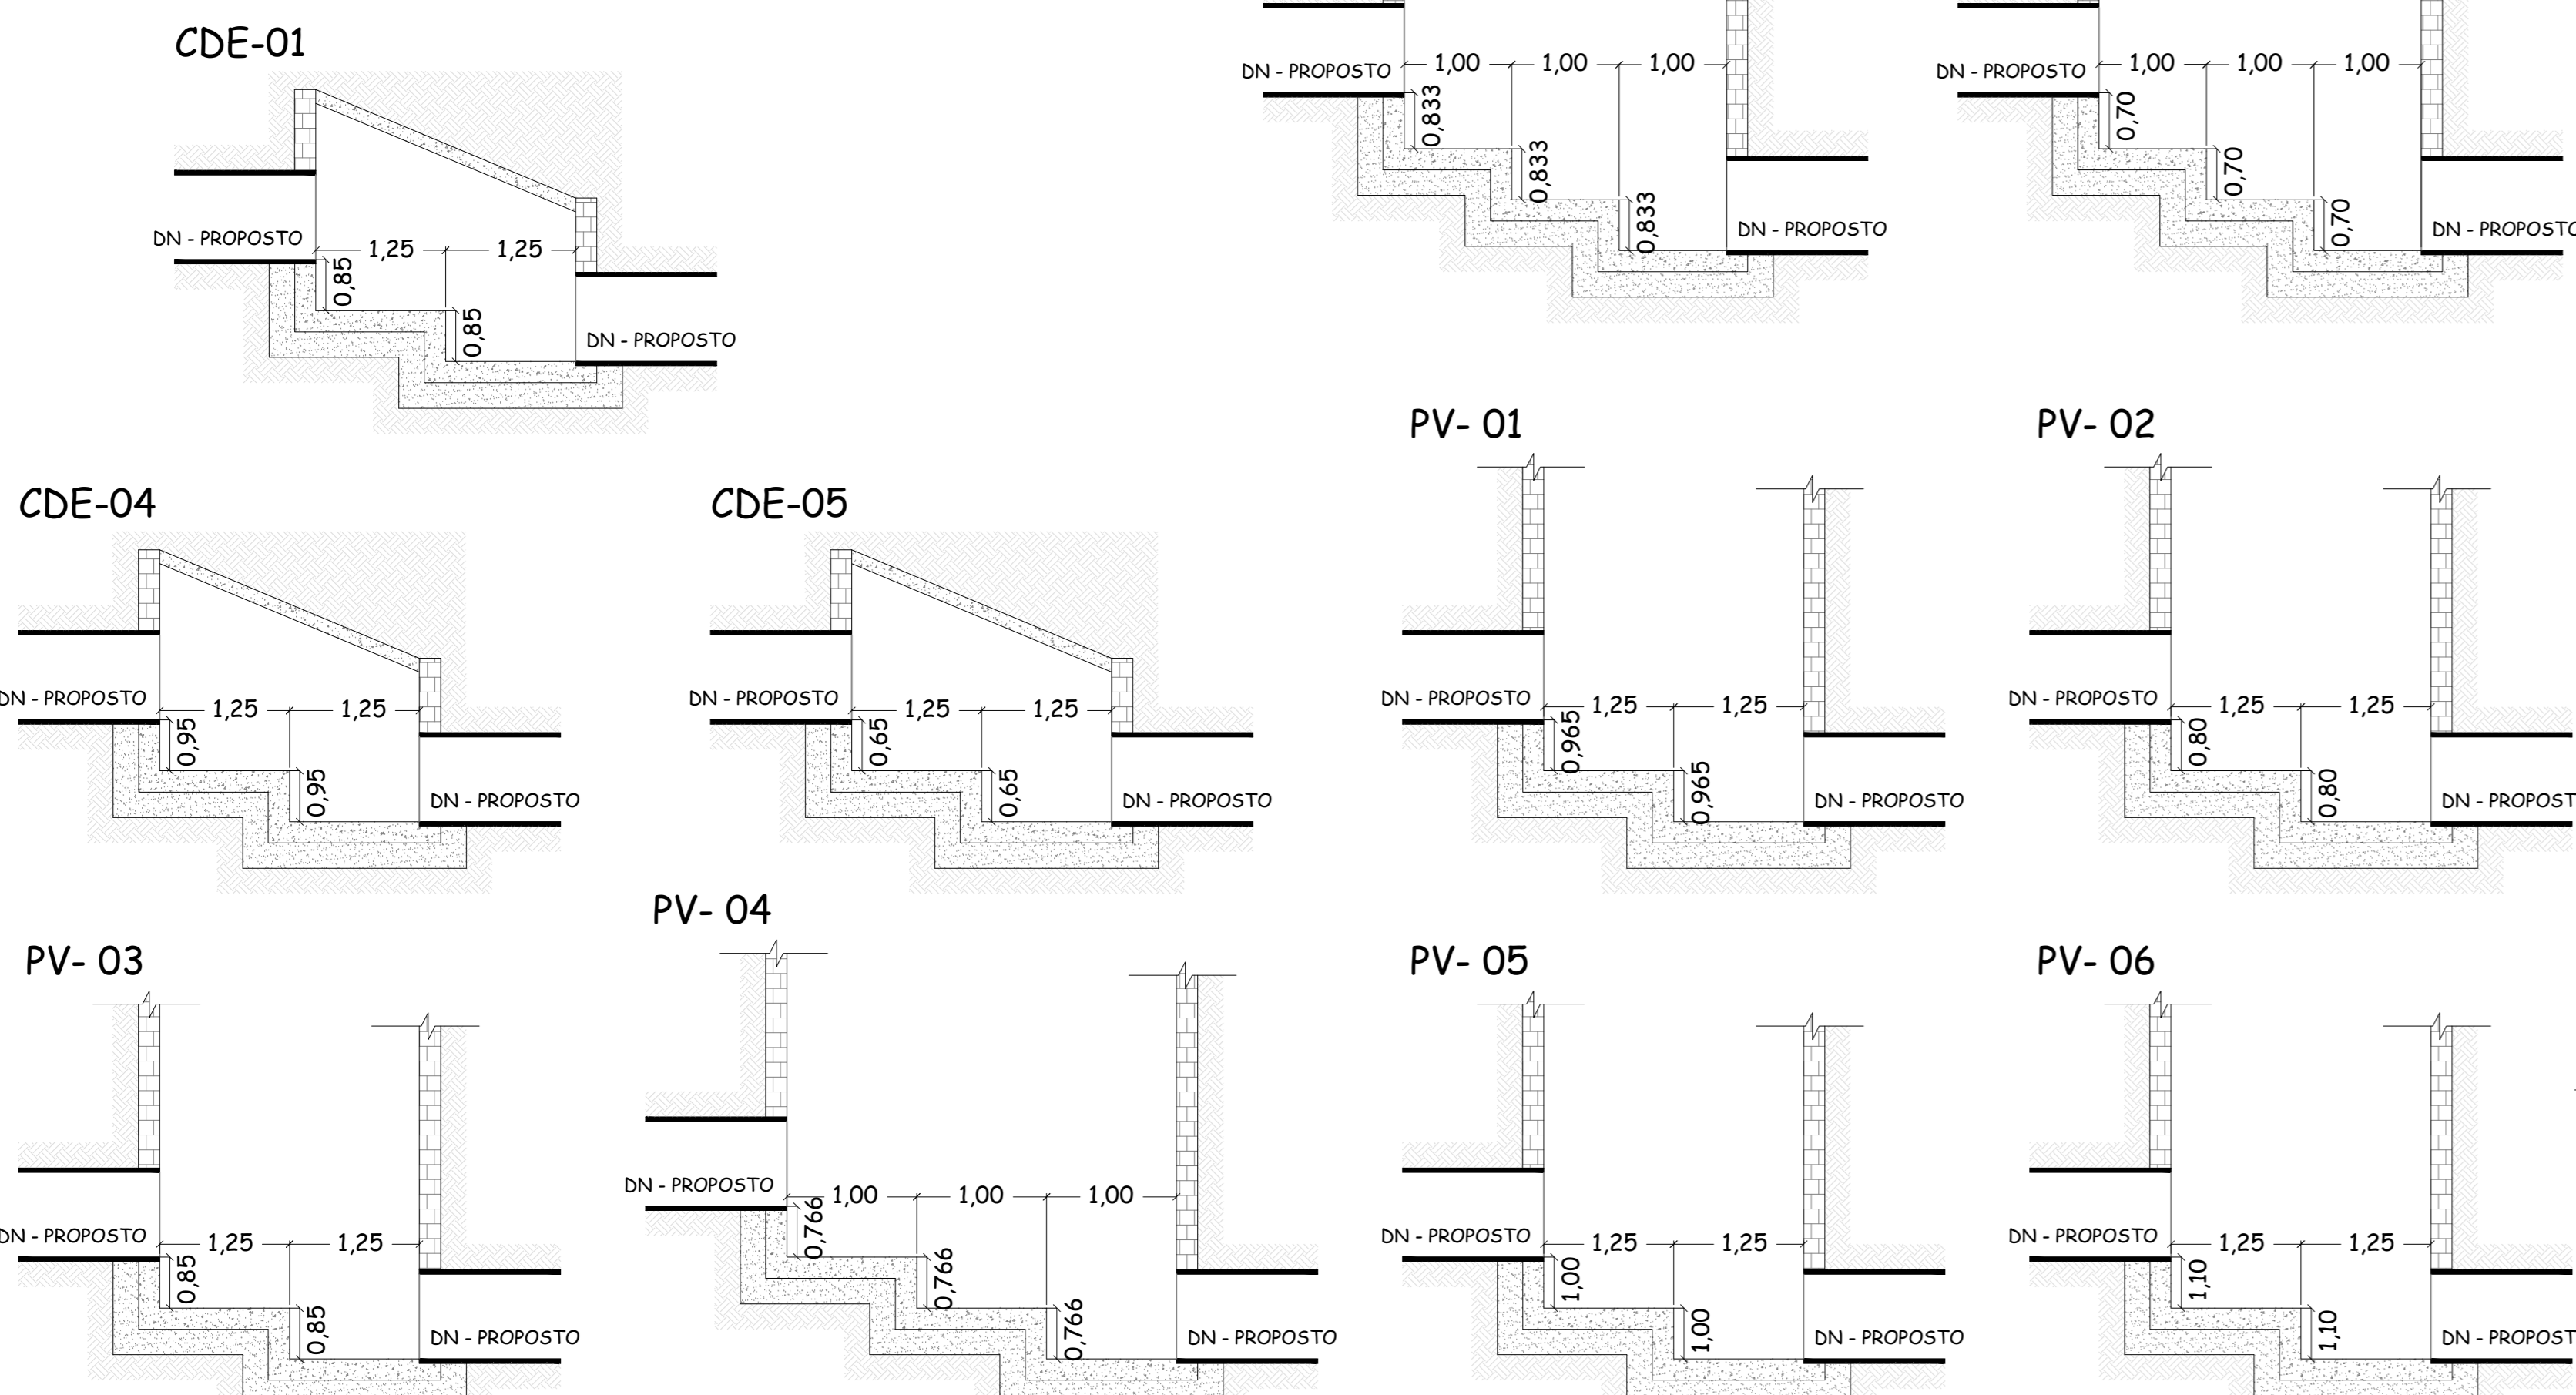 CDE-01
DN - PROPOSTO
1,25
1,25
0,85
0,85
DN - PROPOSTO
DN - PROPOSTO
1,00
1,00
1,00
0,833
0,833
0,833
DN - PROPOSTO
DN - PROPOSTO
1,00
1,00
1,00
0,70
0,70
0,70
DN - PROPOSTO
CDE-04
DN - PROPOSTO
1,25
1,25
0,95
0,95
DN - PROPOSTO
CDE-05
DN - PROPOSTO
1,25
1,25
0,65
0,65
DN - PROPOSTO
PV- 01
DN - PROPOSTO
1,25
1,25
0,965
0,965
DN - PROPOSTO
PV- 02
DN - PROPOSTO
1,25
1,25
0,80
0,80
DN - PROPOST
PV- 03
DN - PROPOSTO
1,25
1,25
0,85
0,85
DN - PROPOSTO
PV- 04
DN - PROPOSTO
1,00
1,00
1,00
0,766
0,766
0,766
DN - PROPOSTO
PV- 05
DN - PROPOSTO
1,25
1,25
1,00
1,00
DN - PROPOSTO
PV- 06
DN - PROPOSTO
1,25
1,25
1,10
1,10
DN - PROPOST